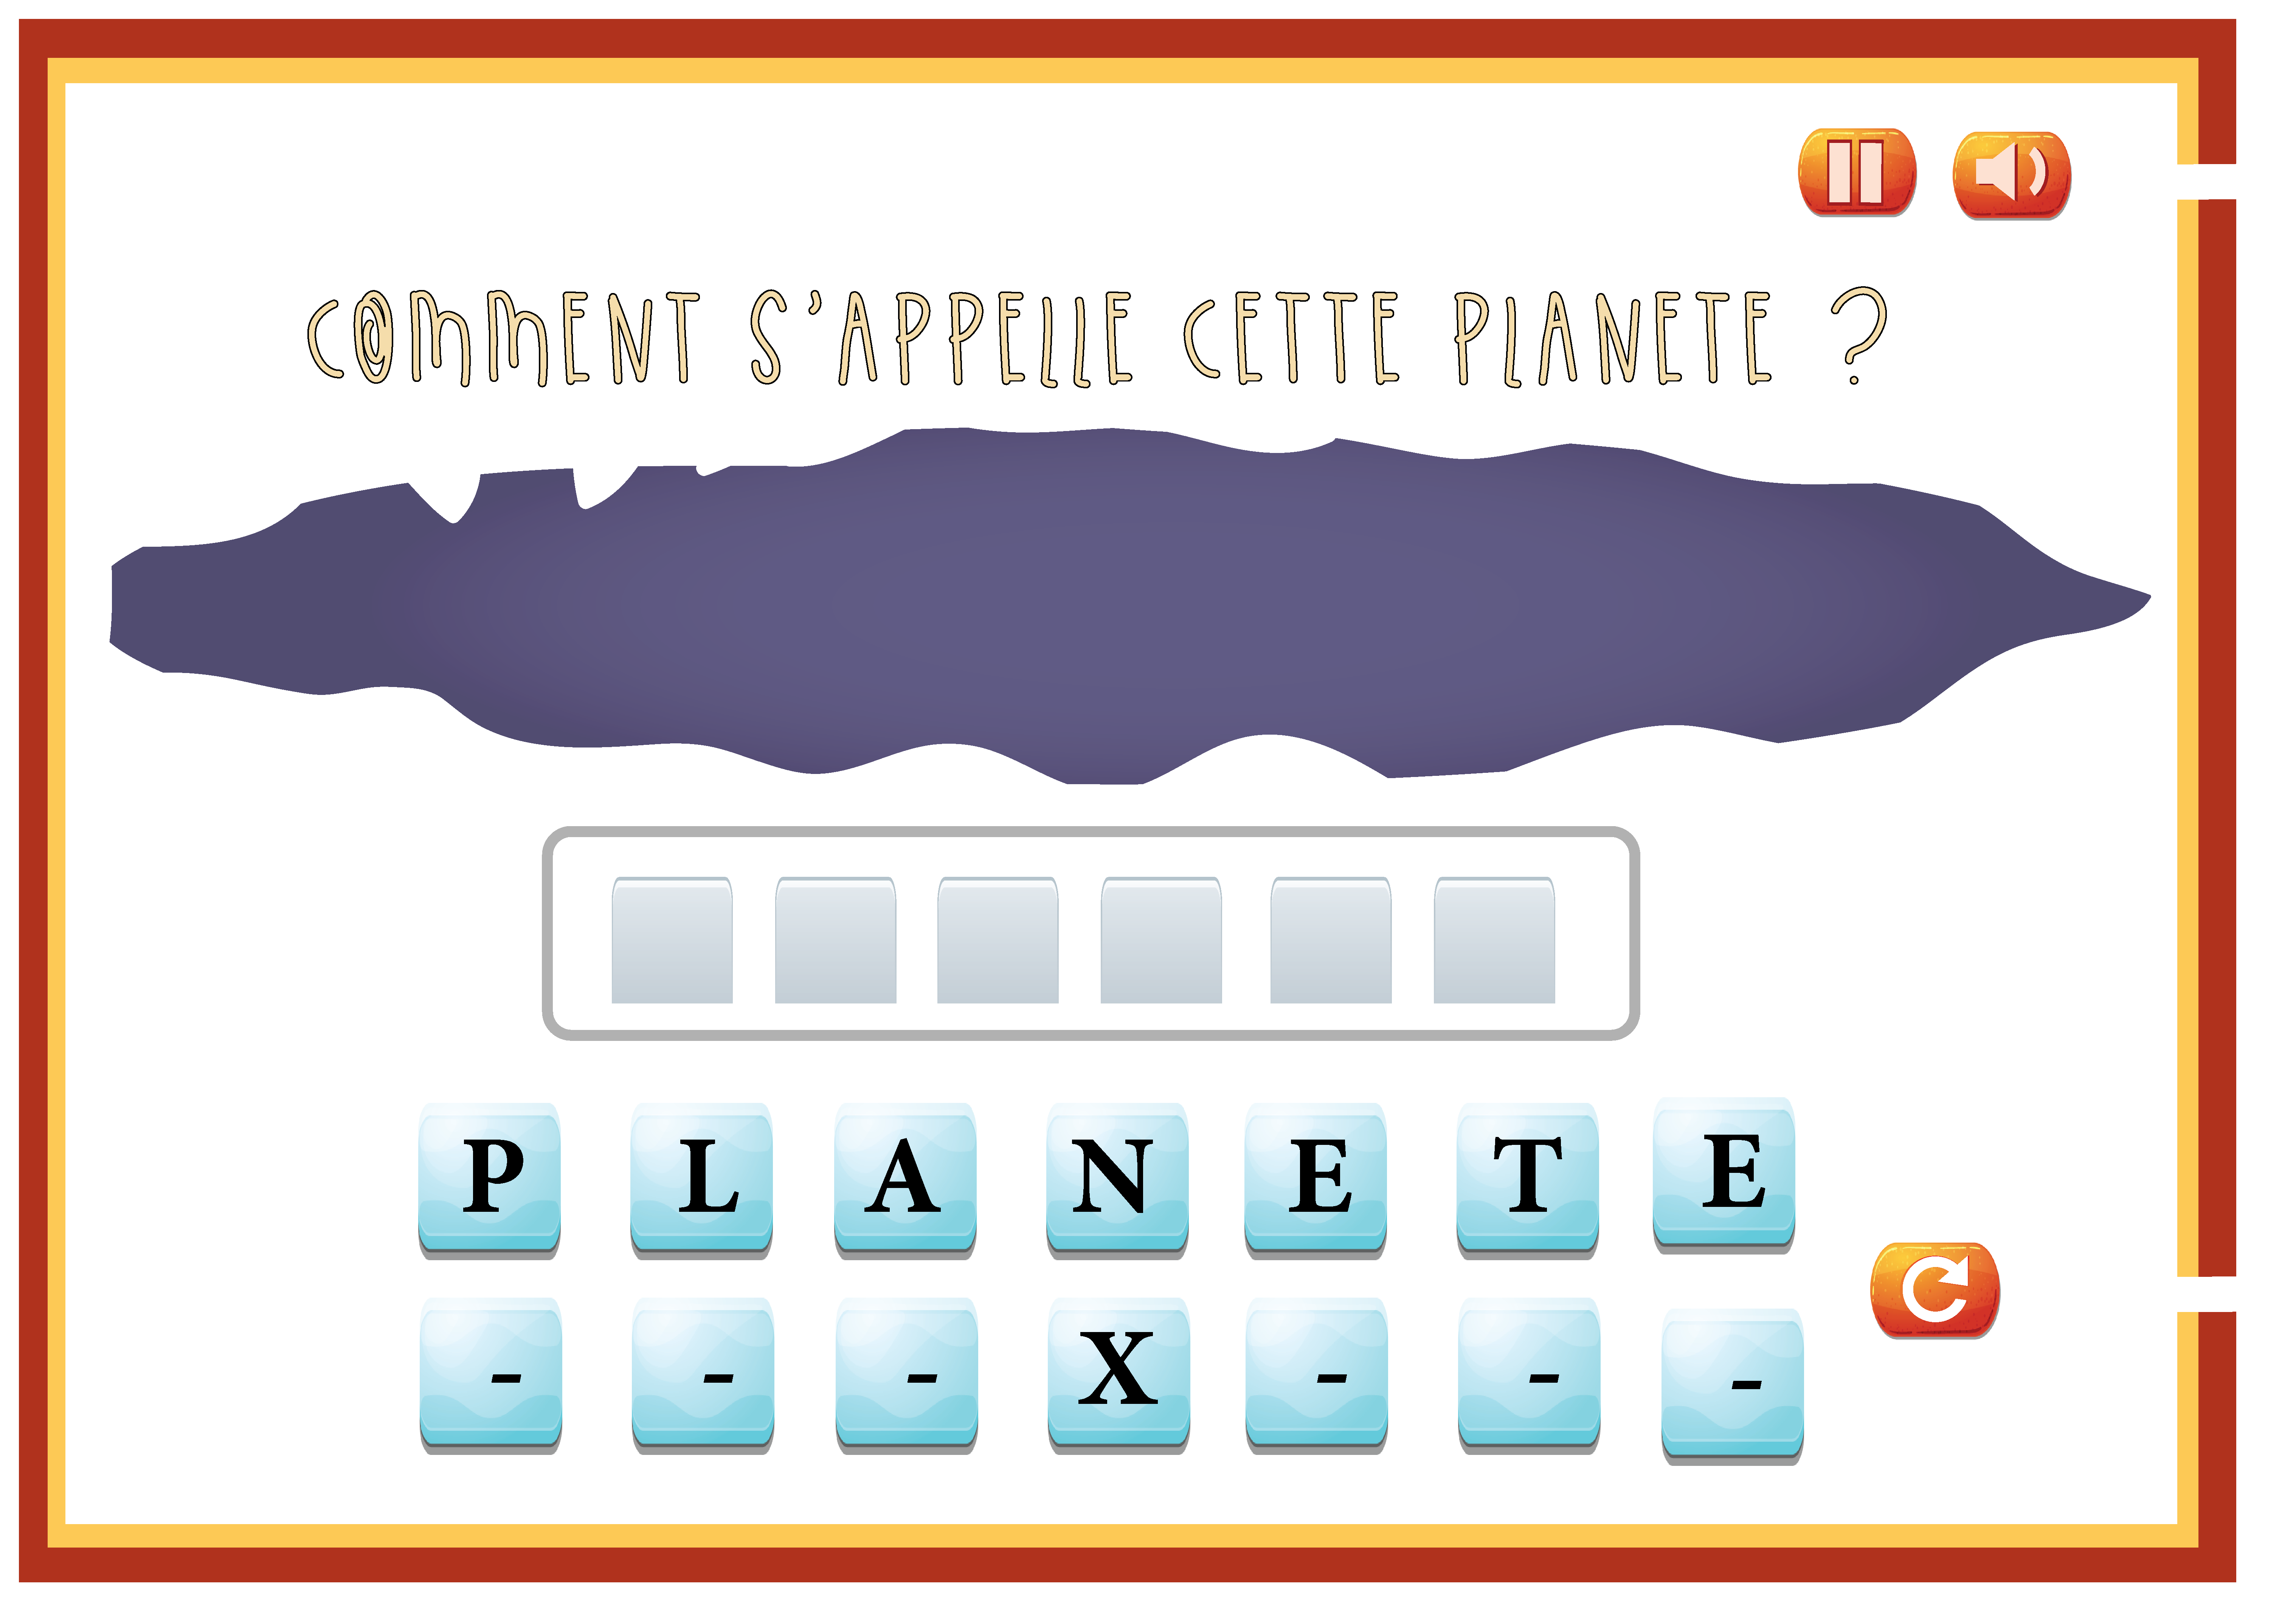 COMMENT S'APPELLE CETTE PLANETE ?
P L A N E T E
- - - X - - -